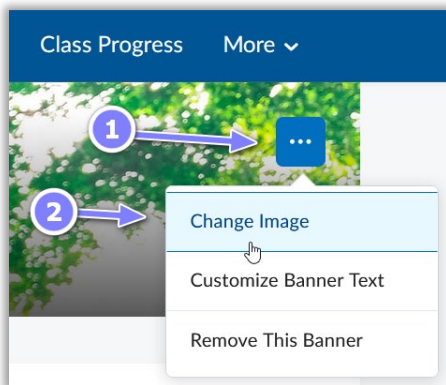 Class Progress More
1
...
2
Change Image
Customize Banner Text
Remove This Banner